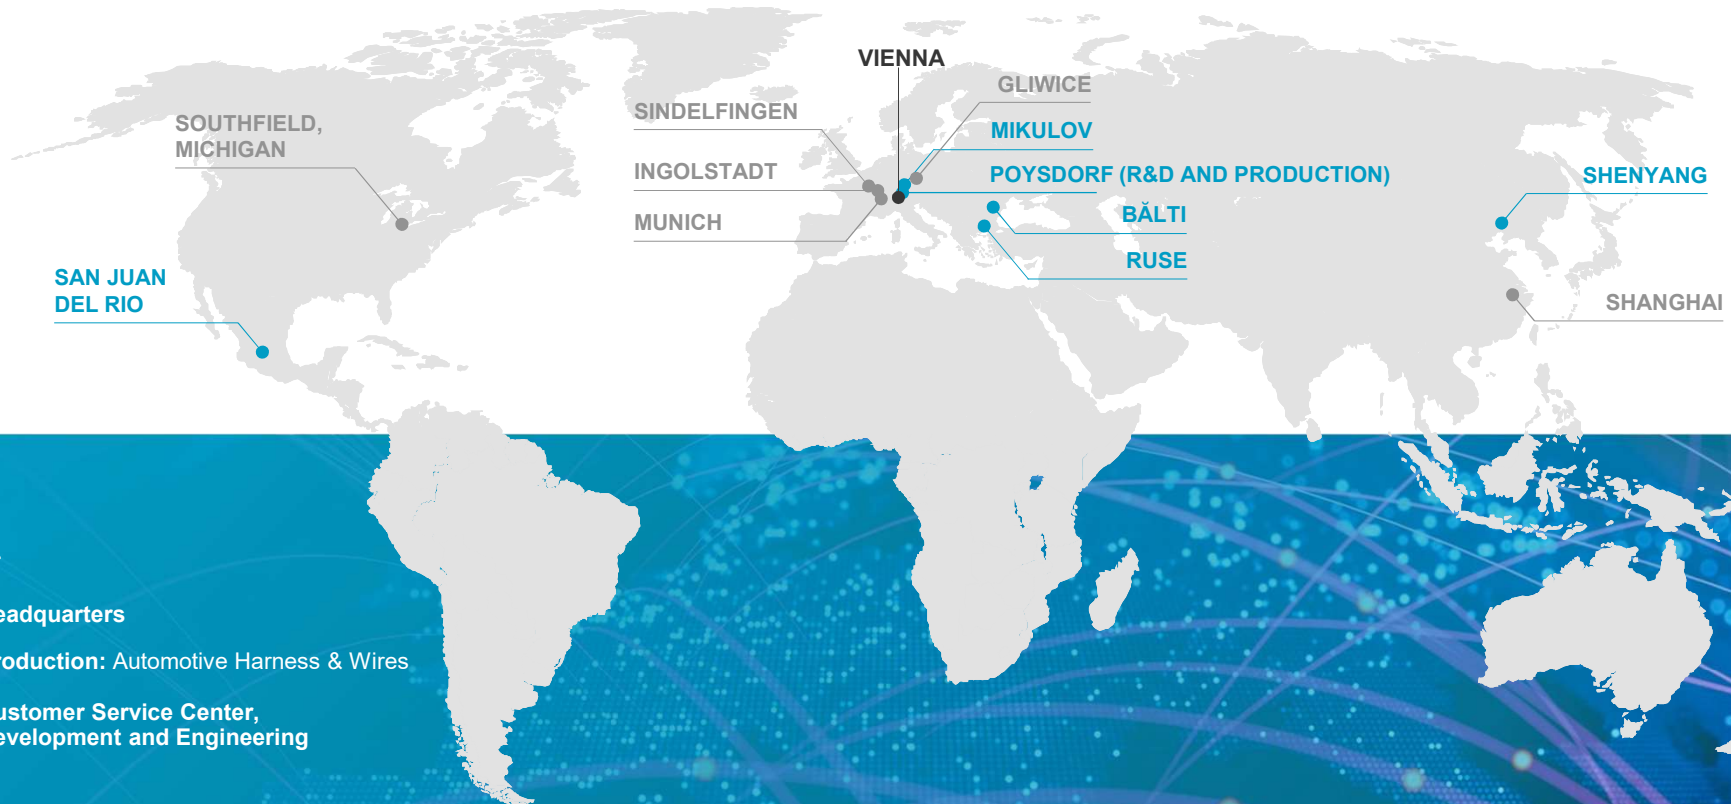 VIENNA
GLIWICE
SINDELFINGEN
SOUTHFIELD,
MICHIGAN
MIKULOV
INGOLSTADT
POYSDORF (R&D AND PRODUCTION)
SHENYANG
MUNICH
BĂLTI
RUSE
SAN JUAN
DEL RIO
SHANGHAI
eadquarters
roduction: Automotive Harness & Wires
ustomer Service Center,
evelopment and Engineering